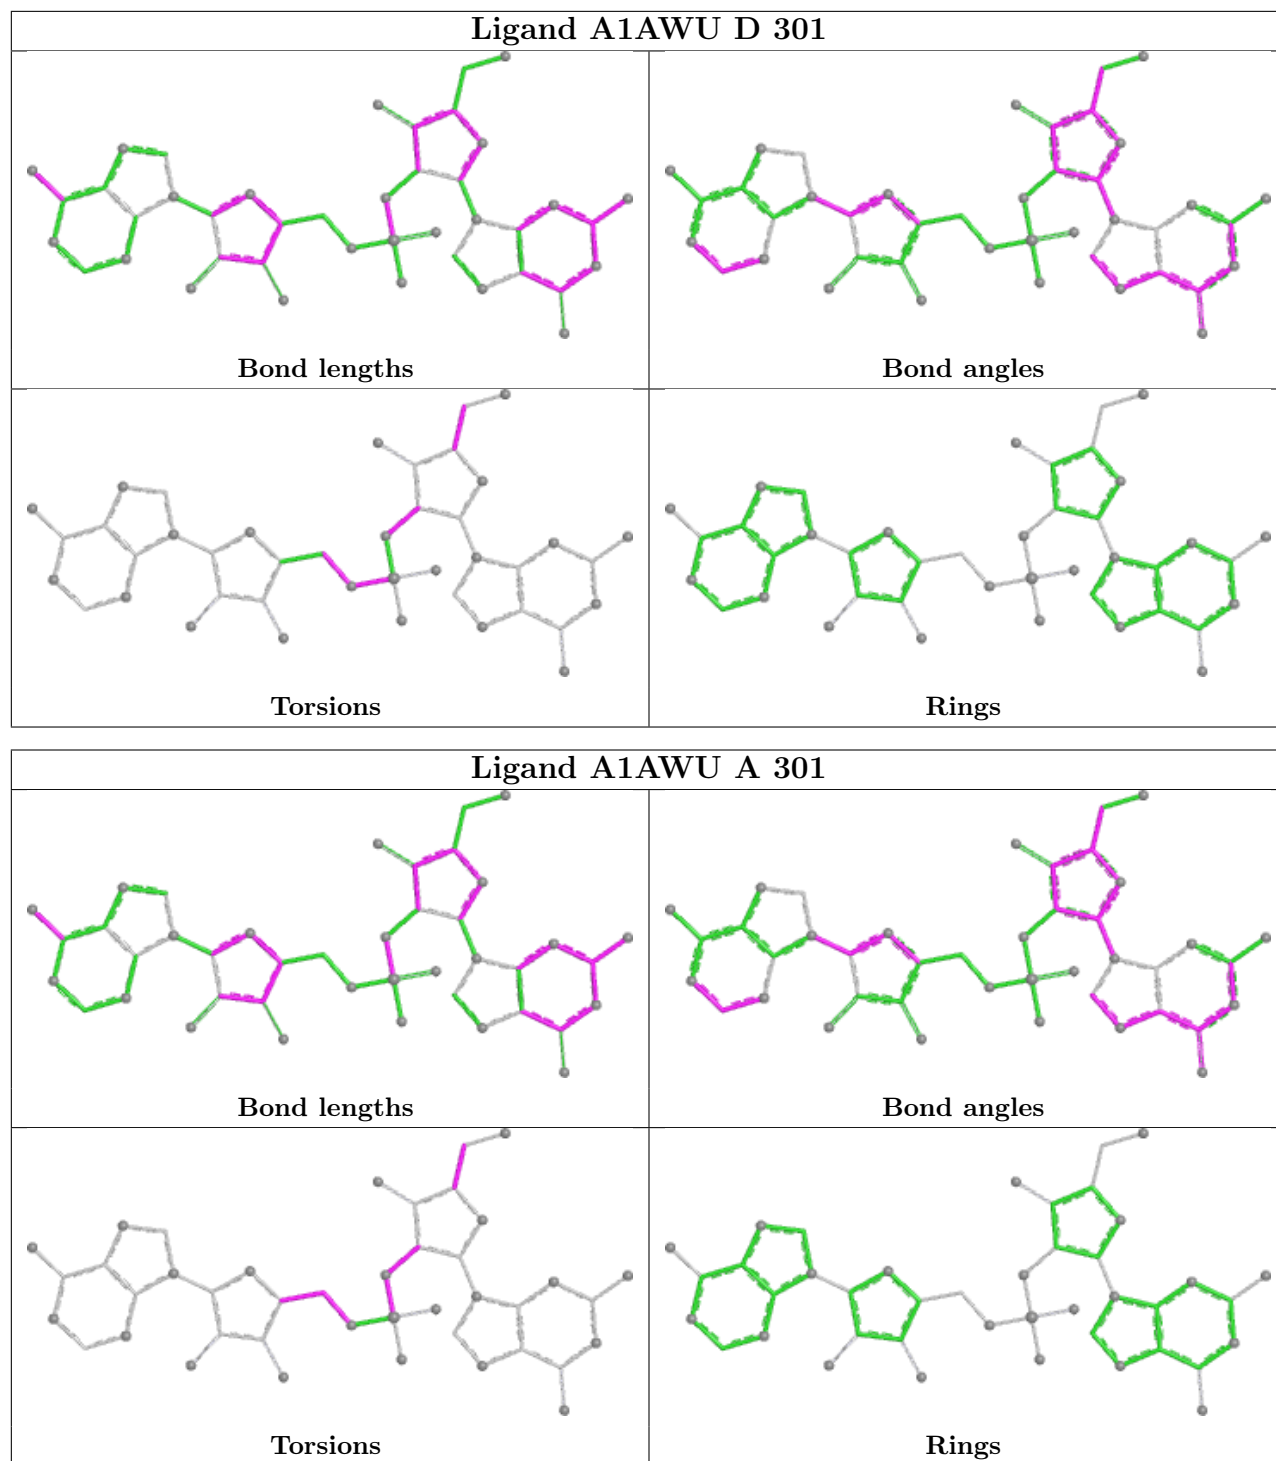 Ligand A1AWU D 301
Bond lengths
Bond angles
Torsions
Rings
Ligand A1AWU A 301
Bond lengths
Bond angles
Torsions
Rings